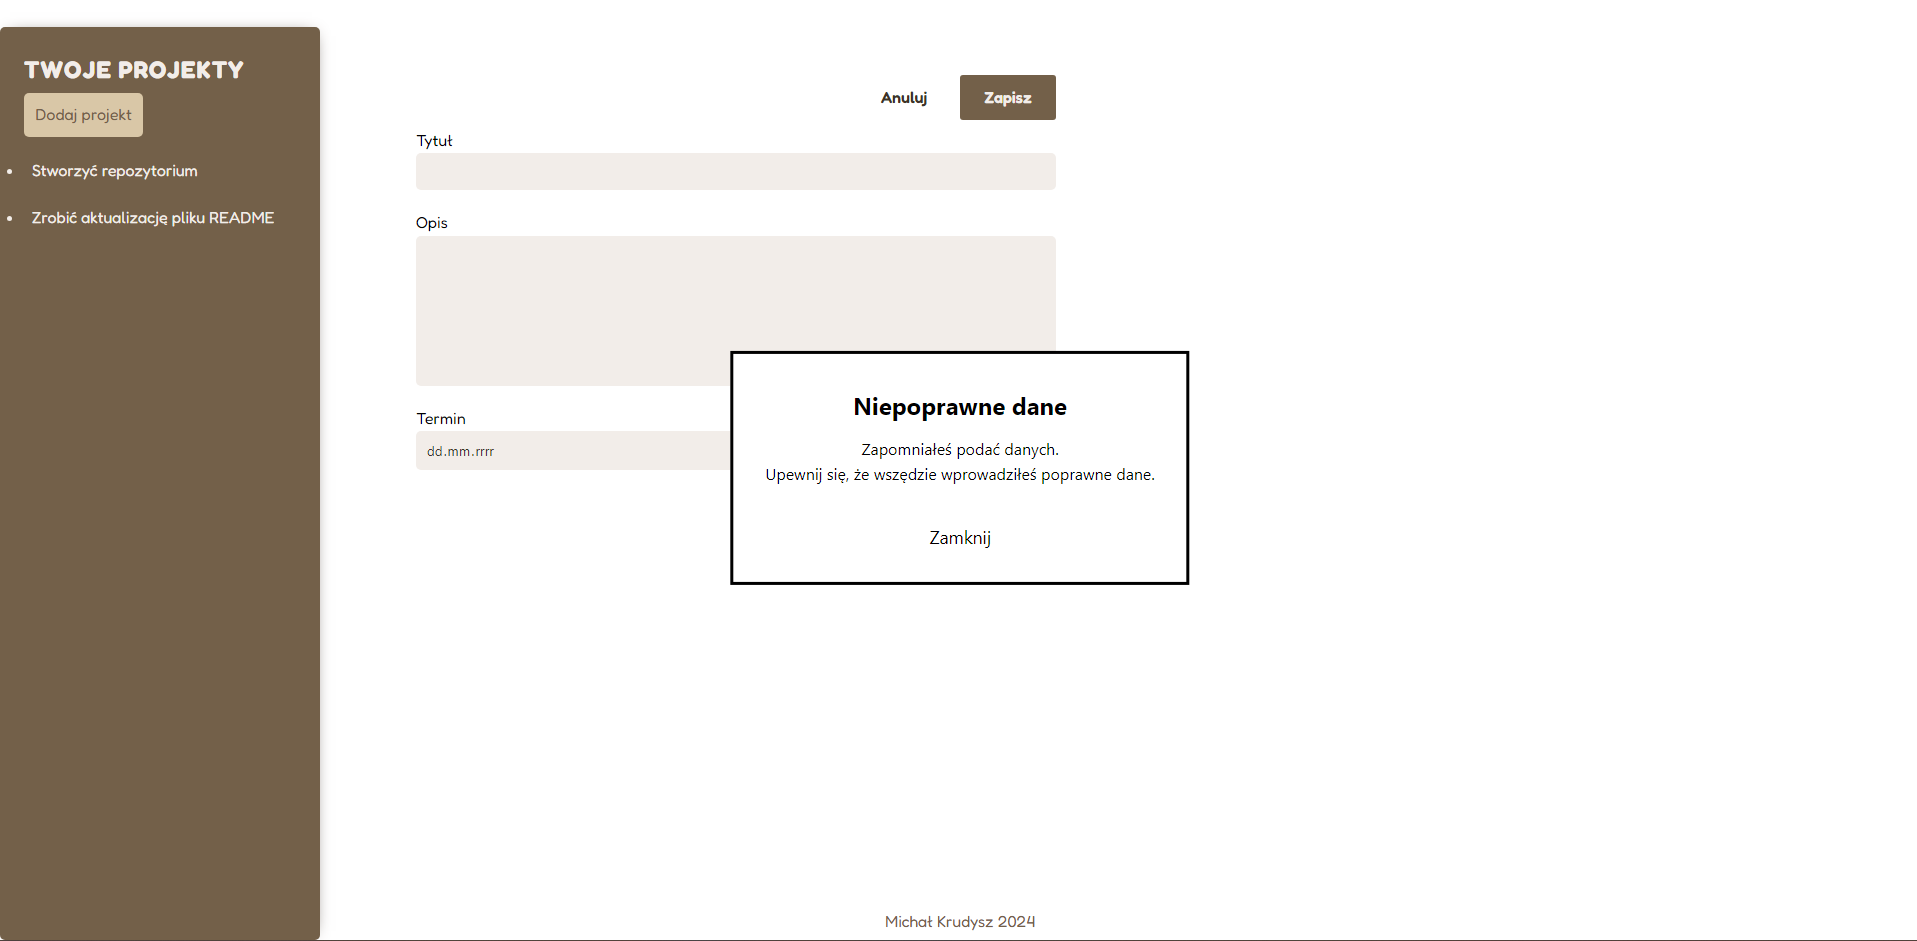 TWOJE PROJEKTY
Dodaj projekt
Stworzyć repozytorium
Zrobić aktualizację pliku README
Anuluj
Zapisz
Tytuł
Opis
Termin
dd.mm.rrrr
Niepoprawne dane
Zapomniałeś podać danych.
Upewnij się, że wszędzie wprowadziłeś poprawne dane.
Zamknij
Michał Krudysz 2024